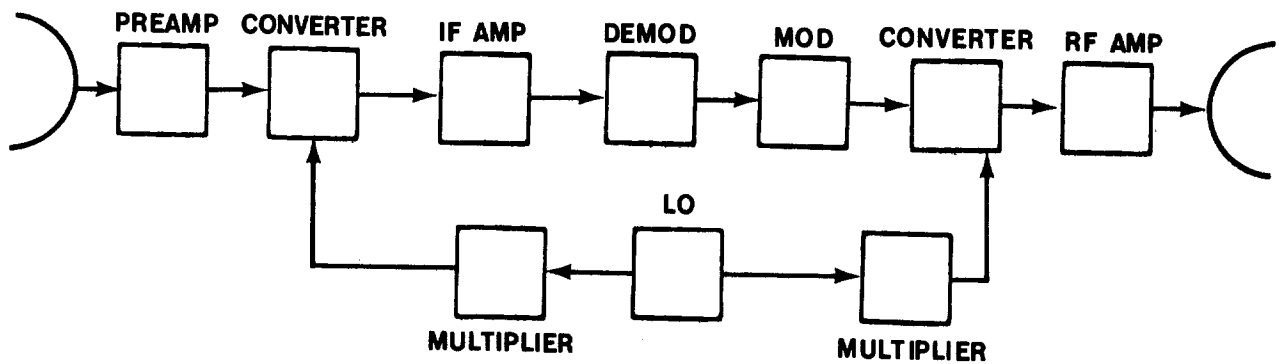 PREAMP
CONVERTER
IF AMP
DEMOD
MOD
CONVERTER
RF AMP
LO
MULTIPLIER
MULTIPLIER